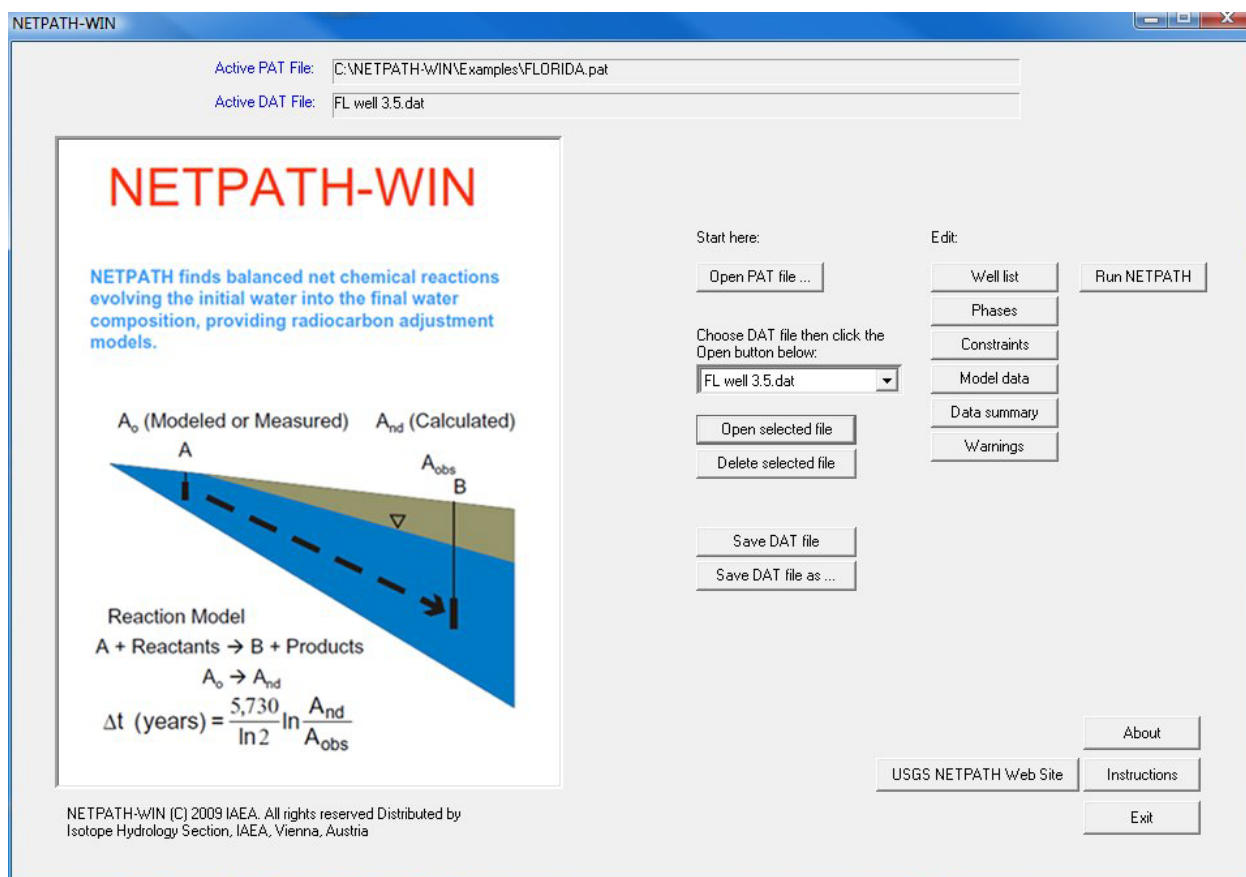 NETPATH-WIN
Active PAT File: C:\NETPATH-WIN\Examples\FLORIDA.pat
Active DAT File: FL well 3.5.dat
NETPATH-WIN
NETPATH finds balanced net chemical reactions
evolving the initial water into the final water
composition, providing radiocarbon adjustment
models.
Aₒ (Modeled or Measured) Aₙd (Calculated)
A
Aobs
B
Reaction Model
A + Reactants → B + Products
Aₒ → And
Δt (years) = 5,730/ln2 ln And/Aobs
NETPATH-WIN (C) 2009 IAEA. All rights reserved Distributed by
Isotope Hydrology Section, IAEA, Vienna, Austria
Start here:
Open PAT file ...
Choose DAT file then click the
Open button below:
FL well 3.5.dat
Open selected file
Delete selected file
Save DAT file
Save DAT file as ...
Edit:
Well list
Phases
Constraints
Model data
Data summary
Warnings
Run NETPATH
About
USGS NETPATH Web Site
Instructions
Exit